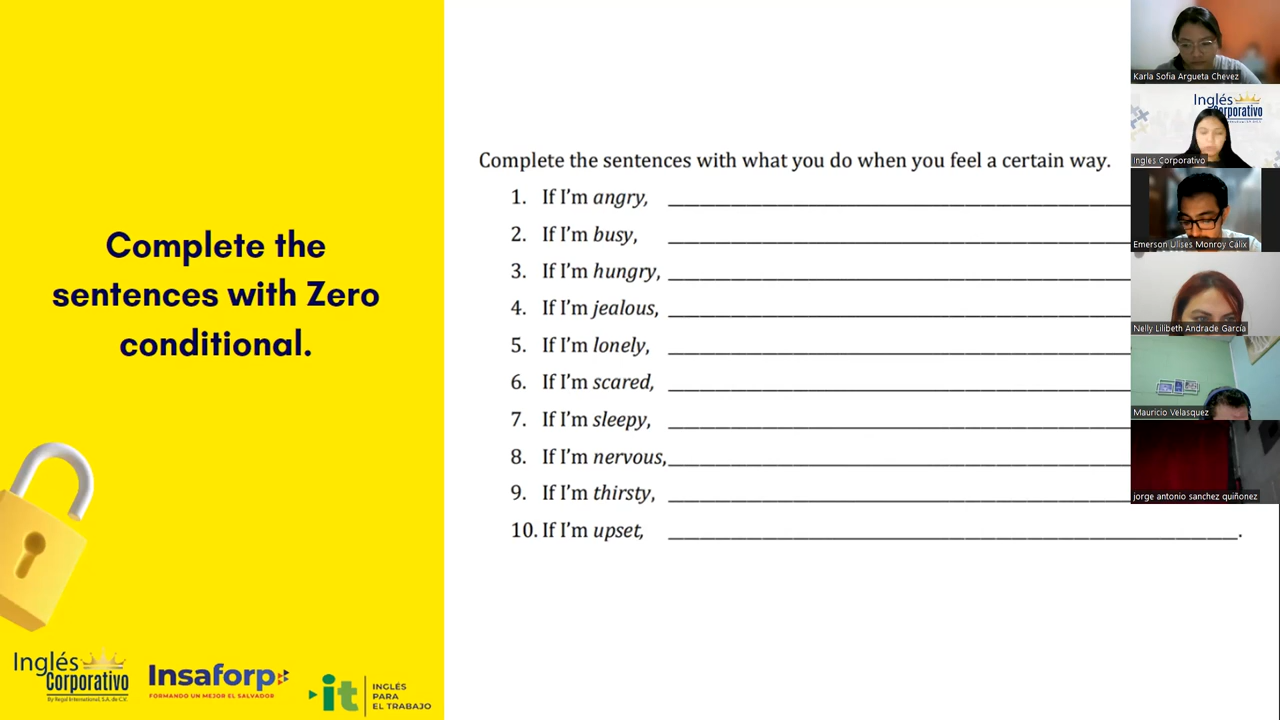 Complete the
sentences with Zero
conditional.
Inglés
Corporativo
By Regal International, S.A. de C.V.
Insaforp
FORMANDO UN MEJOR EL SALVADOR
it
INGLÉS
PARA
EL TRABAJO
Complete the sentences with what you do when you feel a certain way.
1. If I'm angry,
2. If I'm busy,
3. If I'm hungry,
4. If I'm jealous,
5. If I'm lonely,
6. If I'm scared,
7. If I'm sleepy,
8. If I'm nervous,
9. If I'm thirsty,
10. If I'm upset, .
Karla Sofia Argueta Chevez
Inglés
Corporativo
Ingles Corporativo
Emerson Ulises Monroy Cálix
Nelly Lilibeth Andrade García
Mauricio Velasquez
jorge antonio sanchez quiñonez